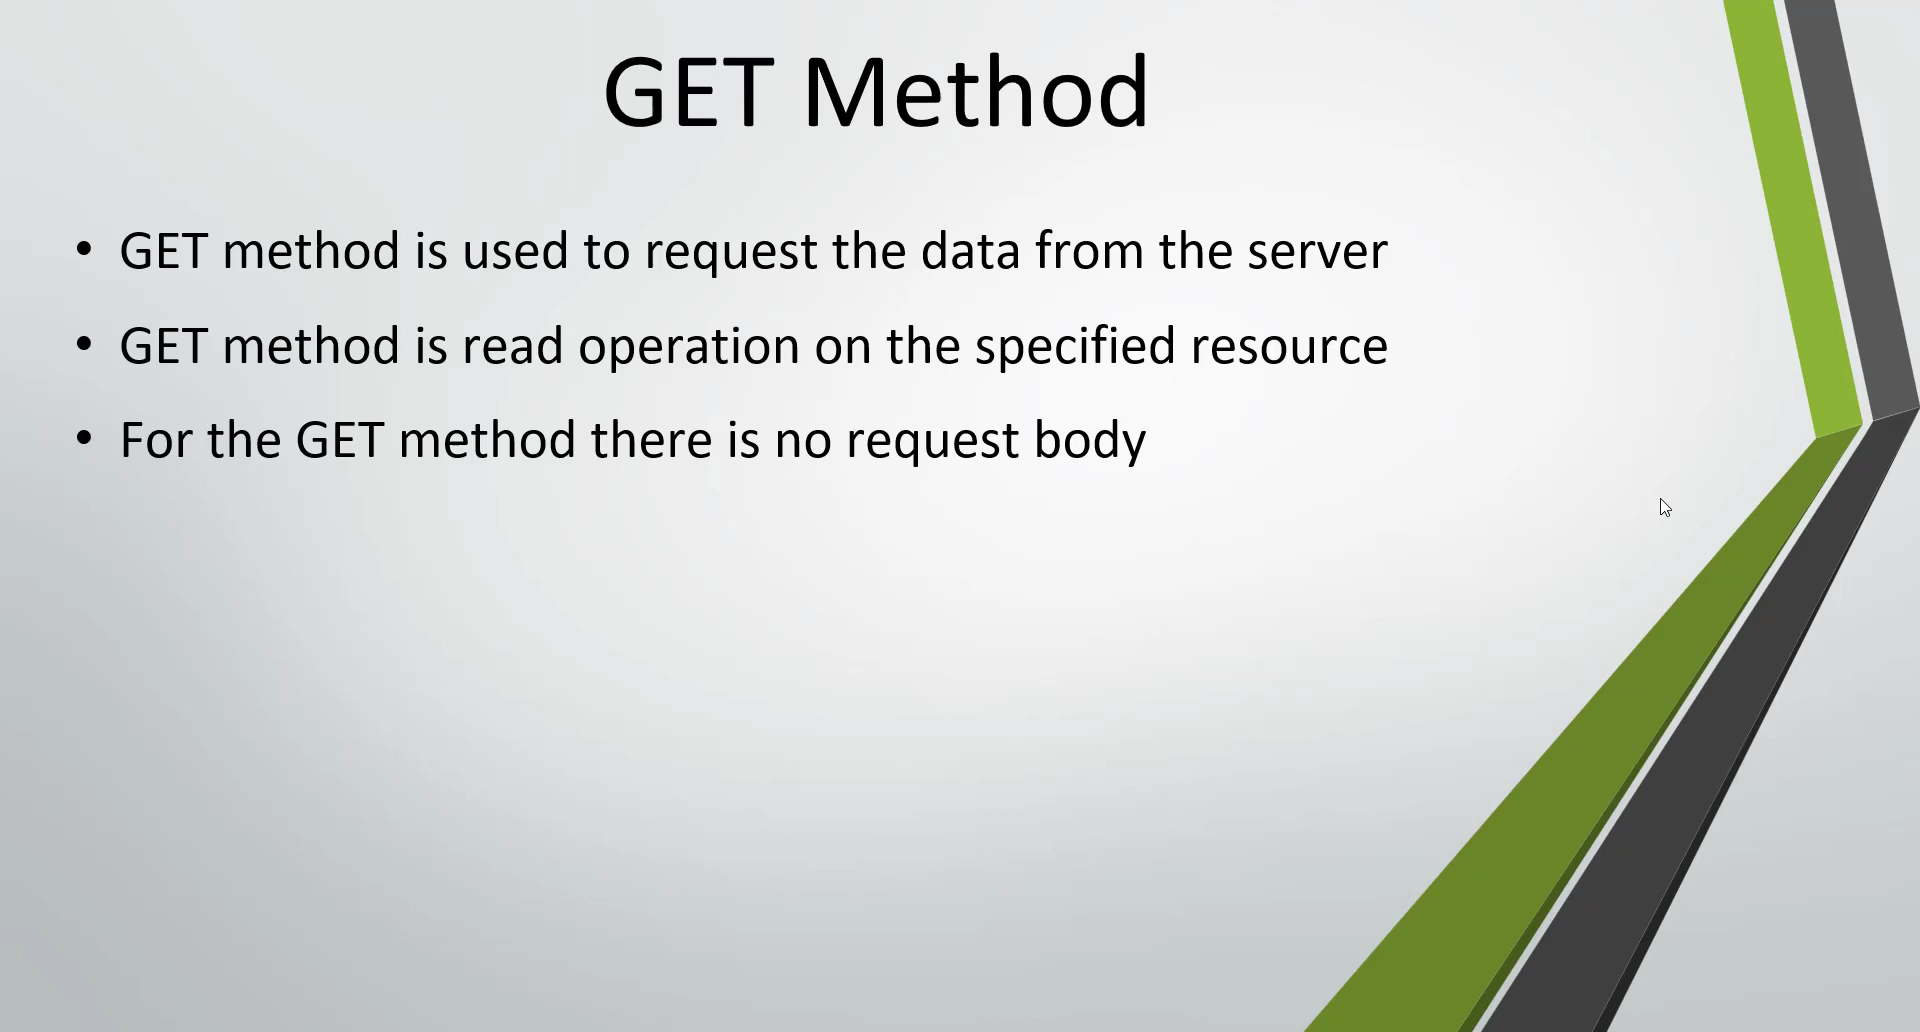 GET Method
• GET method is used to request the data from the server
• GET method is read operation on the specified resource
• For the GET method there is no request body